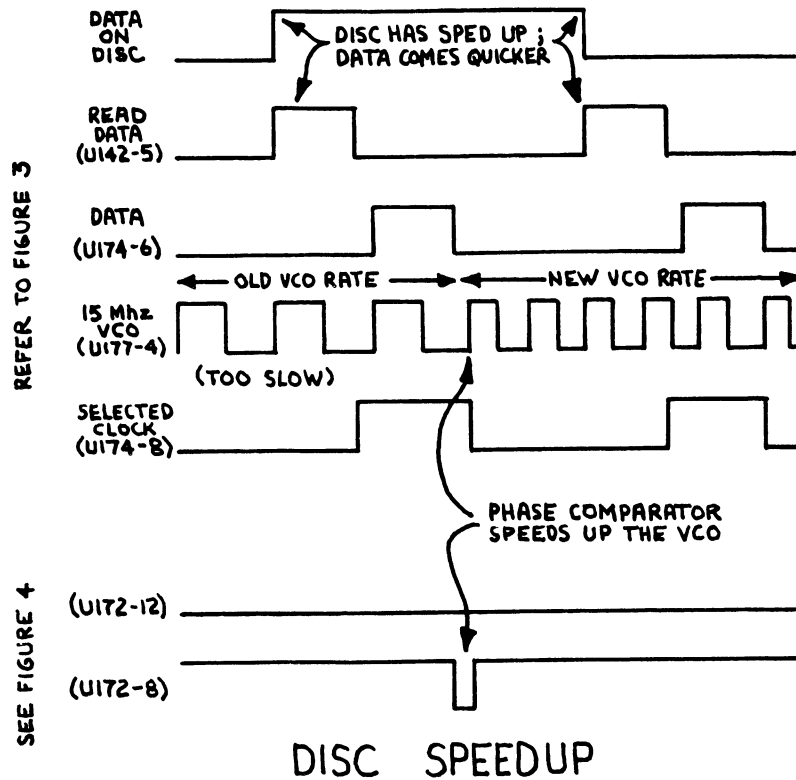 DATA
ON
DISC
DISC HAS SPED UP ;
DATA COMES QUICKER
READ
DATA
(U142-5)
REFER TO FIGURE 3
DATA
(U174-6)
OLD VCO RATE
NEW VCO RATE
15 Mhz
VCO
(U177-4)
(TOO SLOW)
SELECTED
CLOCK
(U174-8)
PHASE COMPARATOR
SPEEDS UP THE VCO
SEE FIGURE 4
(U172-12)
(U172-8)
DISC SPEEDUP